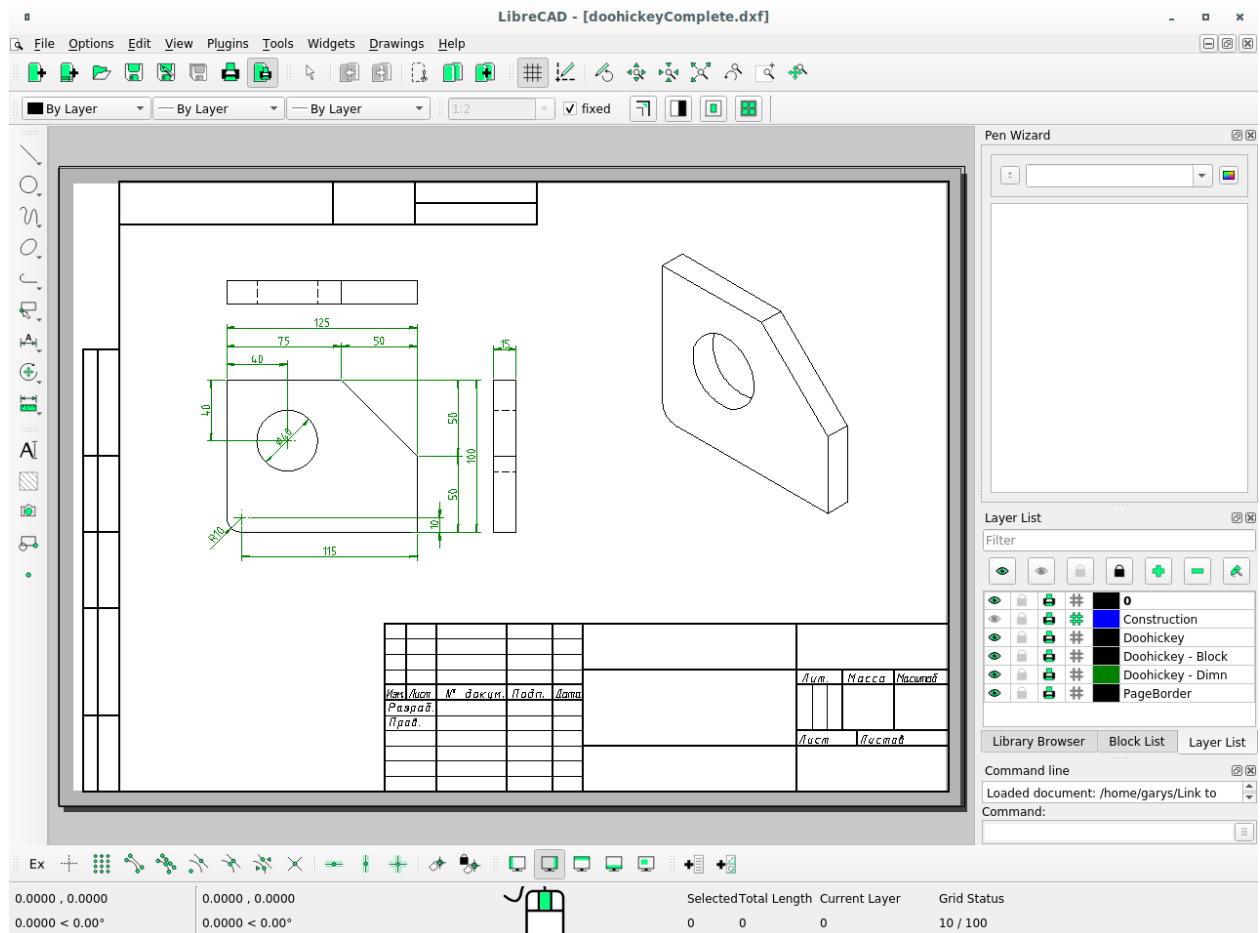 LibreCAD - [doohickeyComplete.dxf]
File Options Edit View Plugins Tools Widgets Drawings Help
By Layer By Layer By Layer 1:2 fixed
Pen Wizard
125
75 50
40
15
40
Ø40
50
100
50
10
R10
115
Изм. Лист № докум. Подп. Дата
Разраб.
Пров.
Лит. Масса Масштаб
Лист Листов
Layer List
Filter
0
Construction
Doohickey
Doohickey - Block
Doohickey - Dimn
PageBorder
Library Browser Block List Layer List
Command line
Loaded document: /home/garys/Link to
Command:
Ex
0.0000 , 0.0000 0.0000 , 0.0000 Selected Total Length Current Layer Grid Status
0.0000 < 0.00° 0.0000 < 0.00° 0 0 0 10 / 100